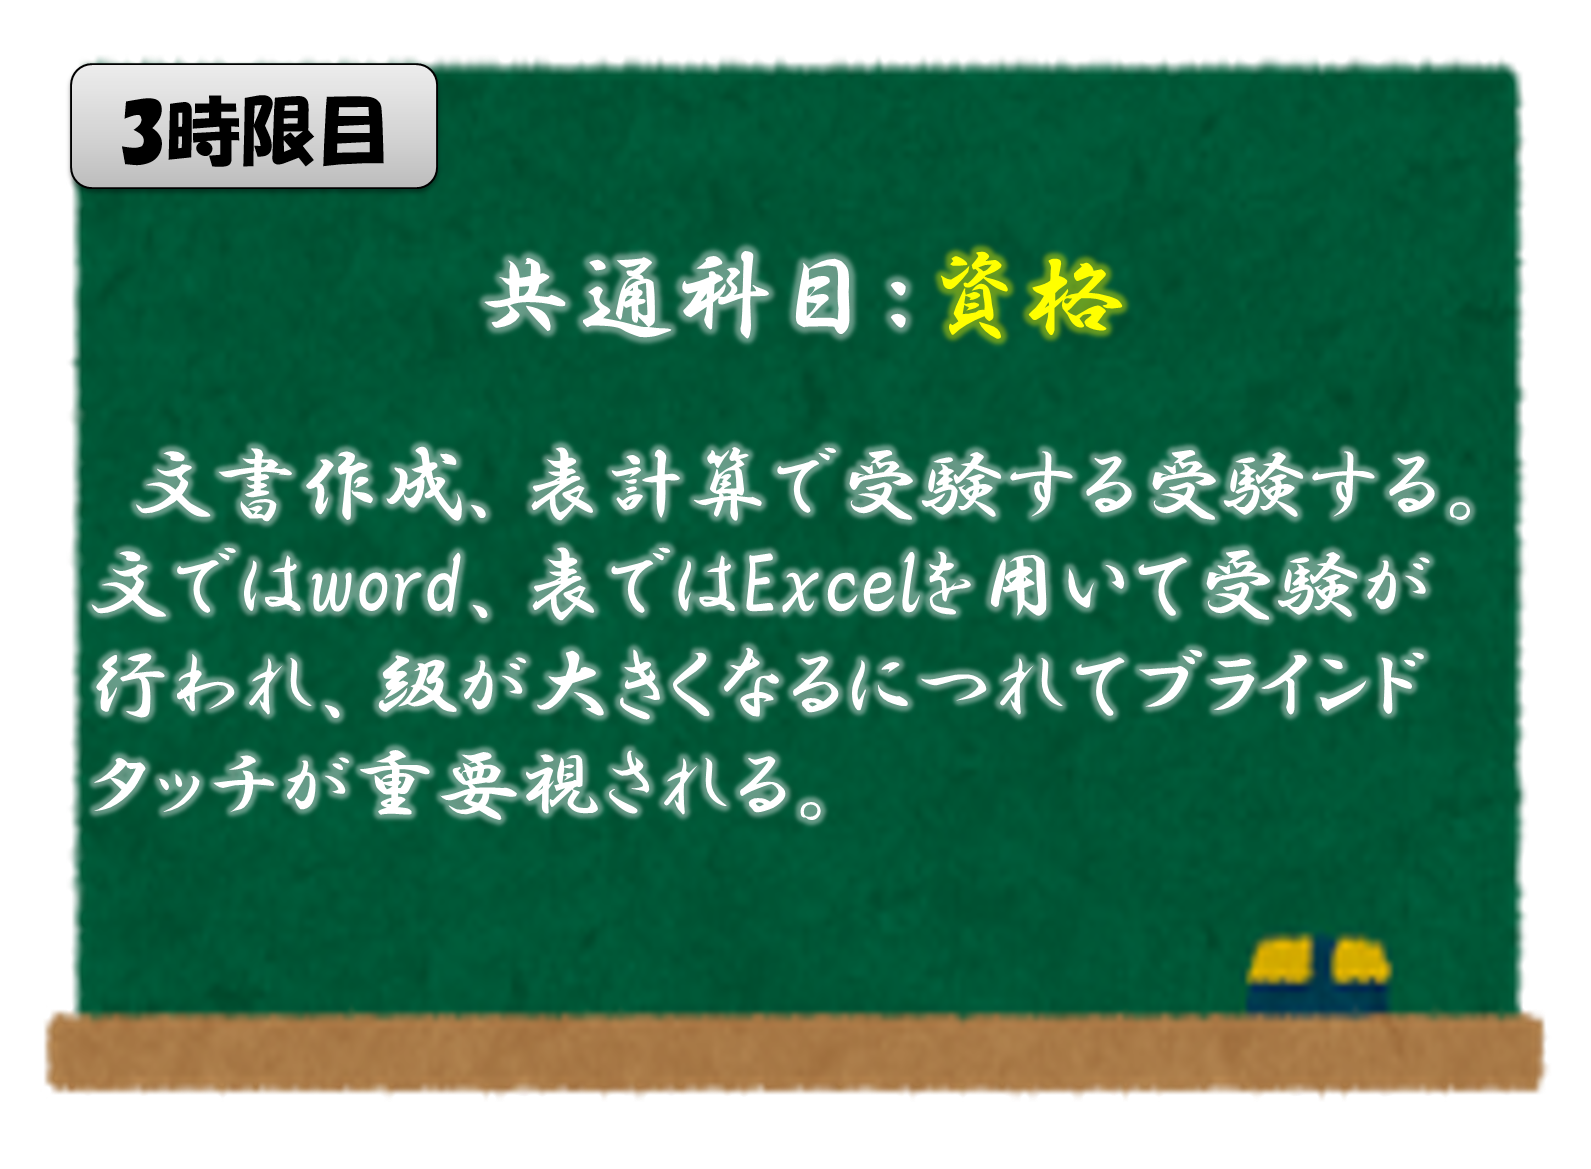 3時限目
共通科目：資格
文書作成、表計算で受験する受験する。
文ではword、表ではExcelを用いて受験が
行われ、級が大きくなるにつれてブラインド
タッチが重要視される。